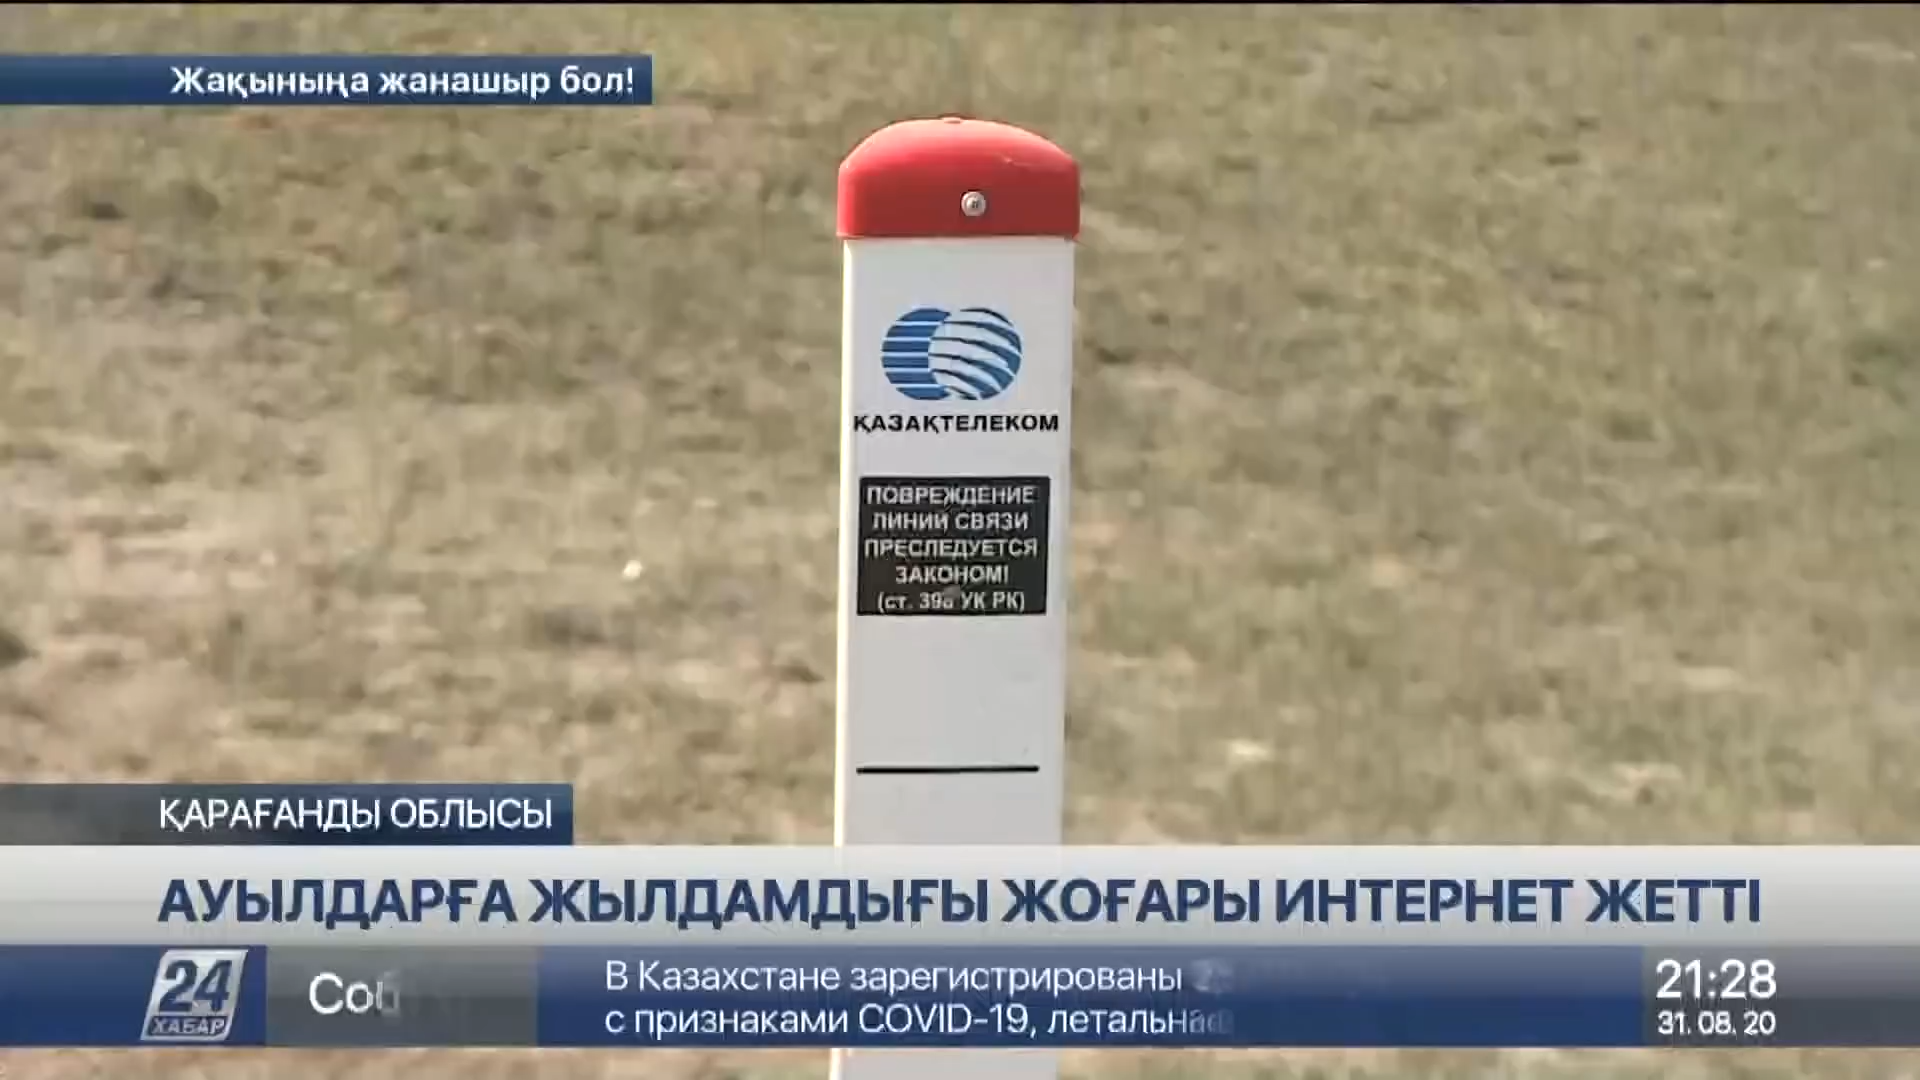 Жақыныңа жанашыр бол!
ҚАЗАҚТЕЛЕКОМ
ПОВРЕЖДЕНИЕ
ЛИНИЙ СВЯЗИ
ПРЕСЛЕДУЕТСЯ
ЗАКОНОМ!
(ст. УК РК)
ҚАРАҒАНДЫ ОБЛЫСЫ
АУЫЛДАРҒА ЖЫЛДАМДЫҒЫ ЖОҒАРЫ ИНТЕРНЕТ ЖЕТТІ
24
ХАБАР
В Казахстане зарегистрированы
с признаками COVID-19,
21:28
31. 08. 20